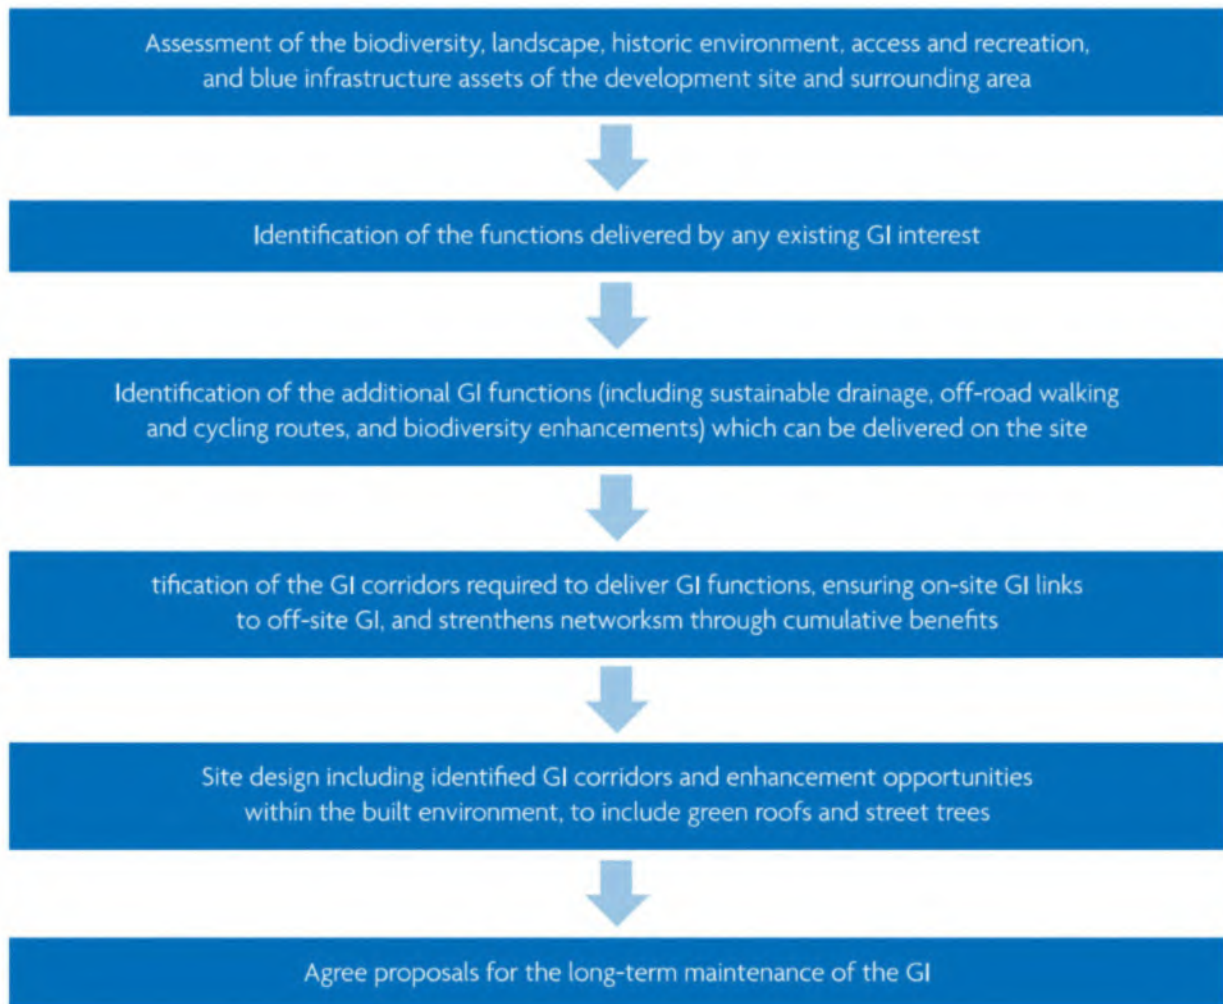 Assessment of the biodiversity, landscape, historic environment, access and recreation,
and blue infrastructure assets of the development site and surrounding area
Identification of the functions delivered by any existing GI interest
Identification of the additional GI functions (including sustainable drainage, off-road walking
and cycling routes, and biodiversity enhancements) which can be delivered on the site
tification of the GI corridors required to deliver GI functions, ensuring on-site GI links
to off-site GI, and strenthens networksm through cumulative benefits
Site design including identified GI corridors and enhancement opportunities
within the built environment, to include green roofs and street trees
Agree proposals for the long-term maintenance of the GI